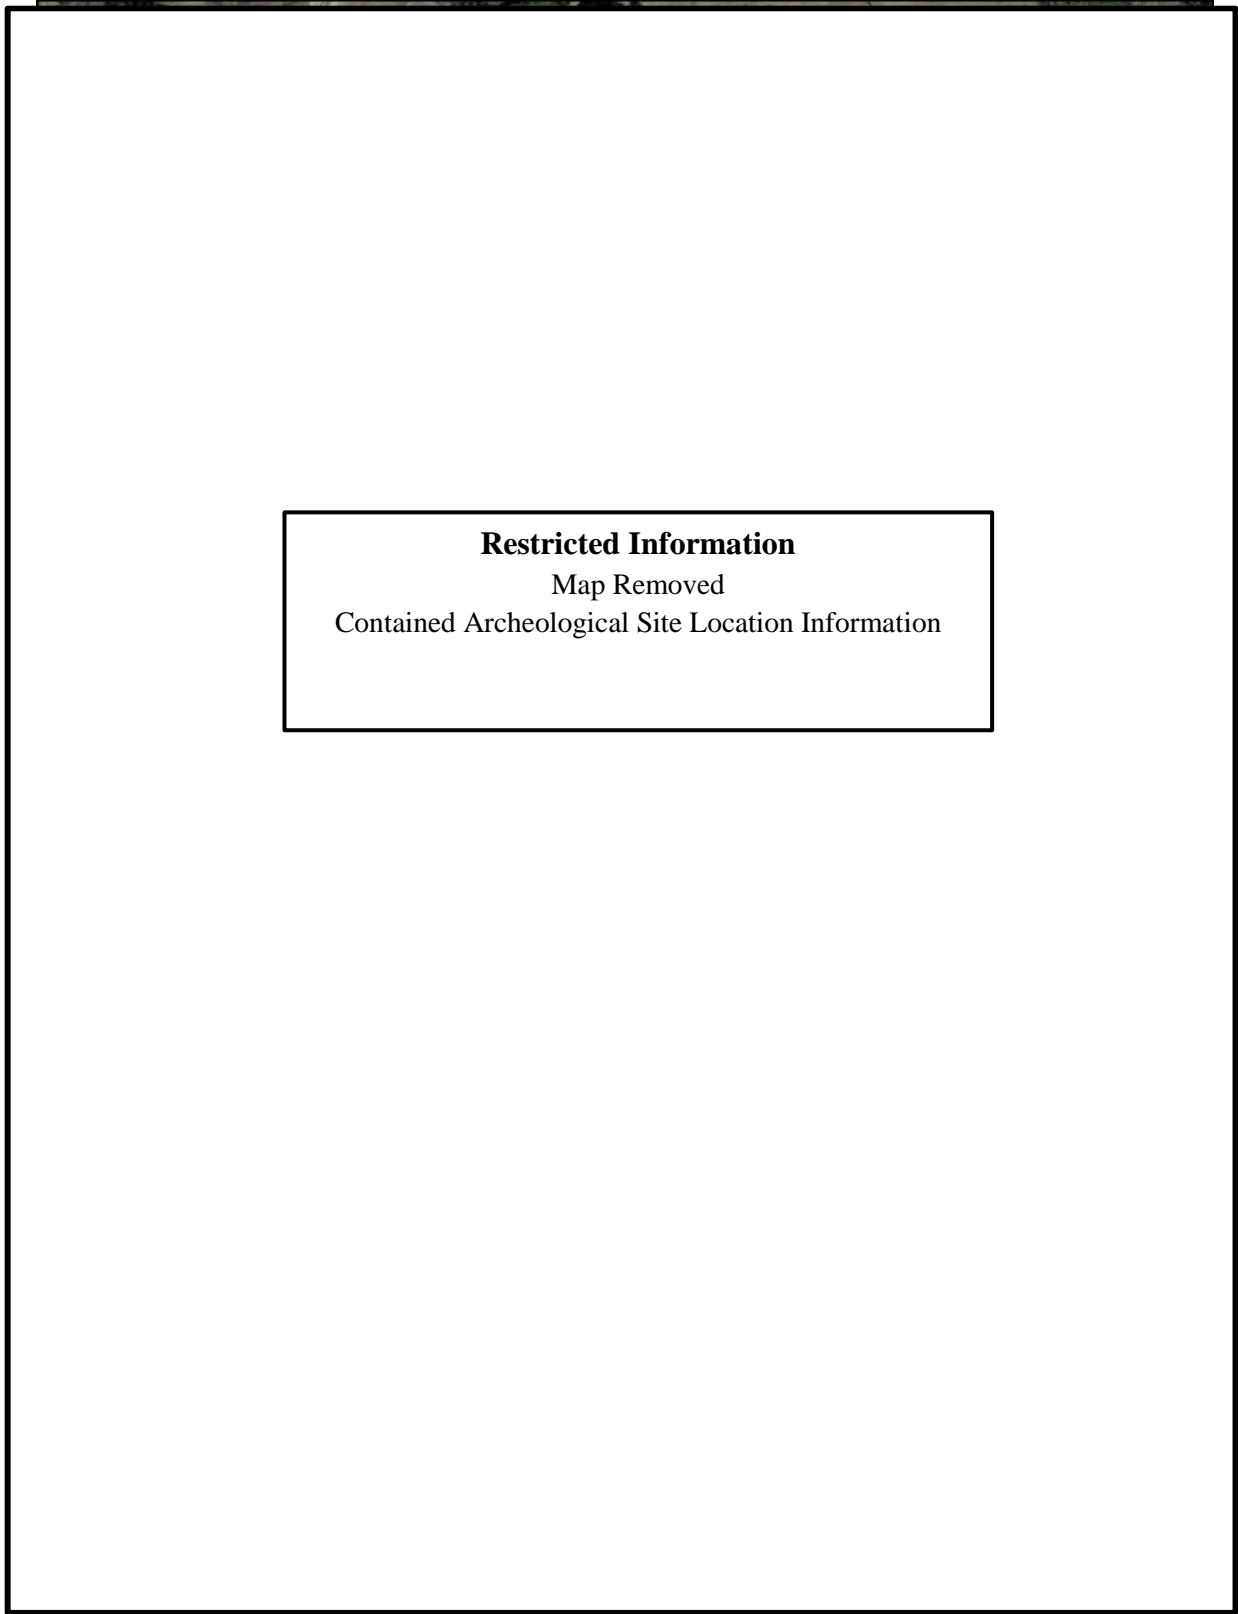 Restricted Information
Map Removed
Contained Archeological Site Location Information